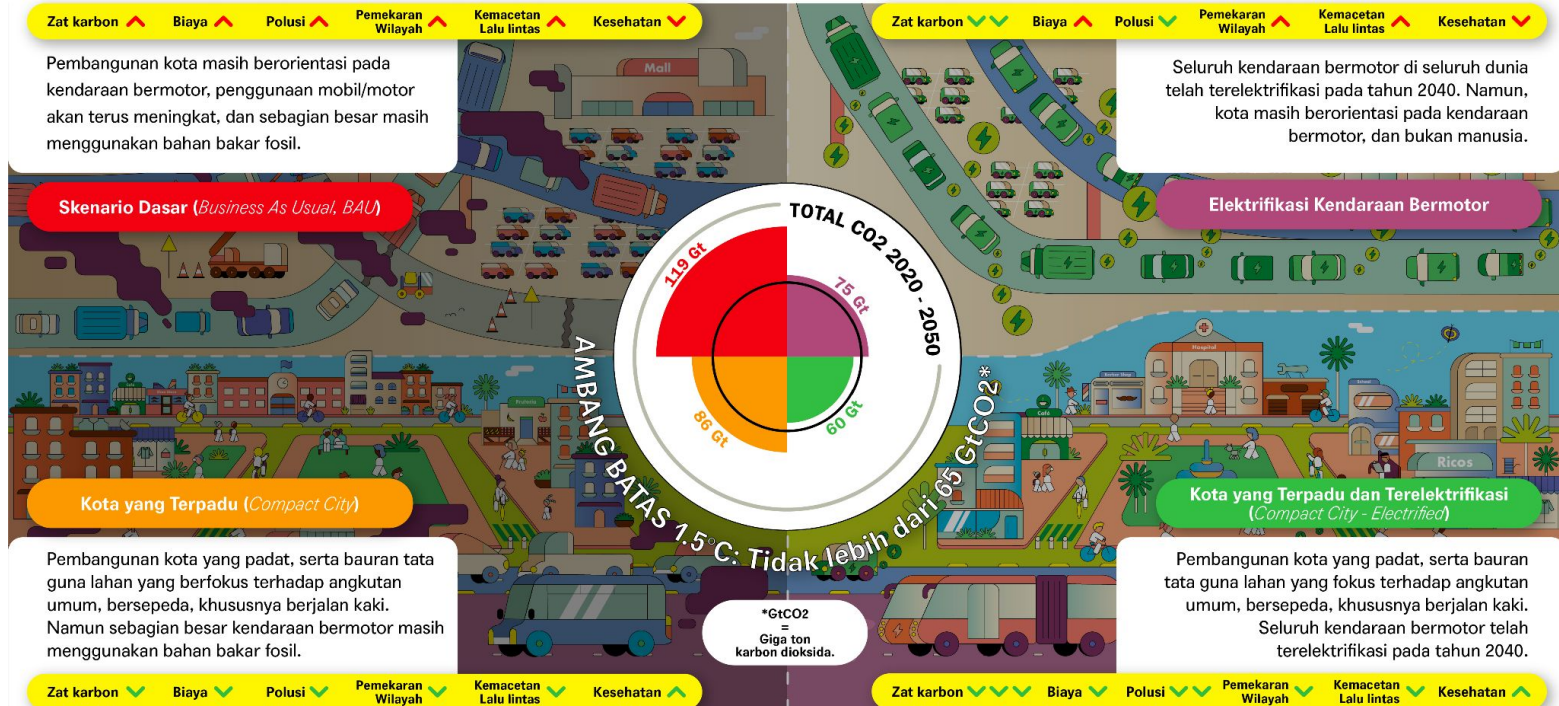 Zat karbon Biaya Polusi Pemekaran Wilayah Kemacetan Lalu lintas Kesehatan
Pembangunan kota masih berorientasi pada
kendaraan bermotor, penggunaan mobil/motor
akan terus meningkat, dan sebagian besar masih
menggunakan bahan bakar fosil.
Skenario Dasar (Business As Usual, BAU)
Mall
Zat karbon Biaya Polusi Pemekaran Wilayah Kemacetan Lalu lintas Kesehatan
Seluruh kendaraan bermotor di seluruh dunia
telah terelektrifikasi pada tahun 2040. Namun,
kota masih berorientasi pada kendaraan
bermotor, dan bukan manusia.
Elektrifikasi Kendaraan Bermotor
TOTAL CO2 2020 - 2050
119 Gt
75 Gt
86 Gt
60 Gt
AMBANG BATAS 1.5°C: Tidak lebih dari 65 GtCO2*
Hospital
Barber Shop
School
Café
Ricos
Kota yang Terpadu (Compact City)
Pembangunan kota yang padat, serta bauran tata
guna lahan yang berfokus terhadap angkutan
umum, bersepeda, khususnya berjalan kaki.
Namun sebagian besar kendaraan bermotor masih
menggunakan bahan bakar fosil.
*GtCO2
=
Giga ton
karbon dioksida.
Kota yang Terpadu dan Terelektrifikasi
(Compact City - Electrified)
Pembangunan kota yang padat, serta bauran
tata guna lahan yang fokus terhadap angkutan
umum, bersepeda, khususnya berjalan kaki.
Seluruh kendaraan bermotor telah
terelektrifikasi pada tahun 2040.
Zat karbon Biaya Polusi Pemekaran Wilayah Kemacetan Lalu lintas Kesehatan
Zat karbon Biaya Polusi Pemekaran Wilayah Kemacetan Lalu lintas Kesehatan